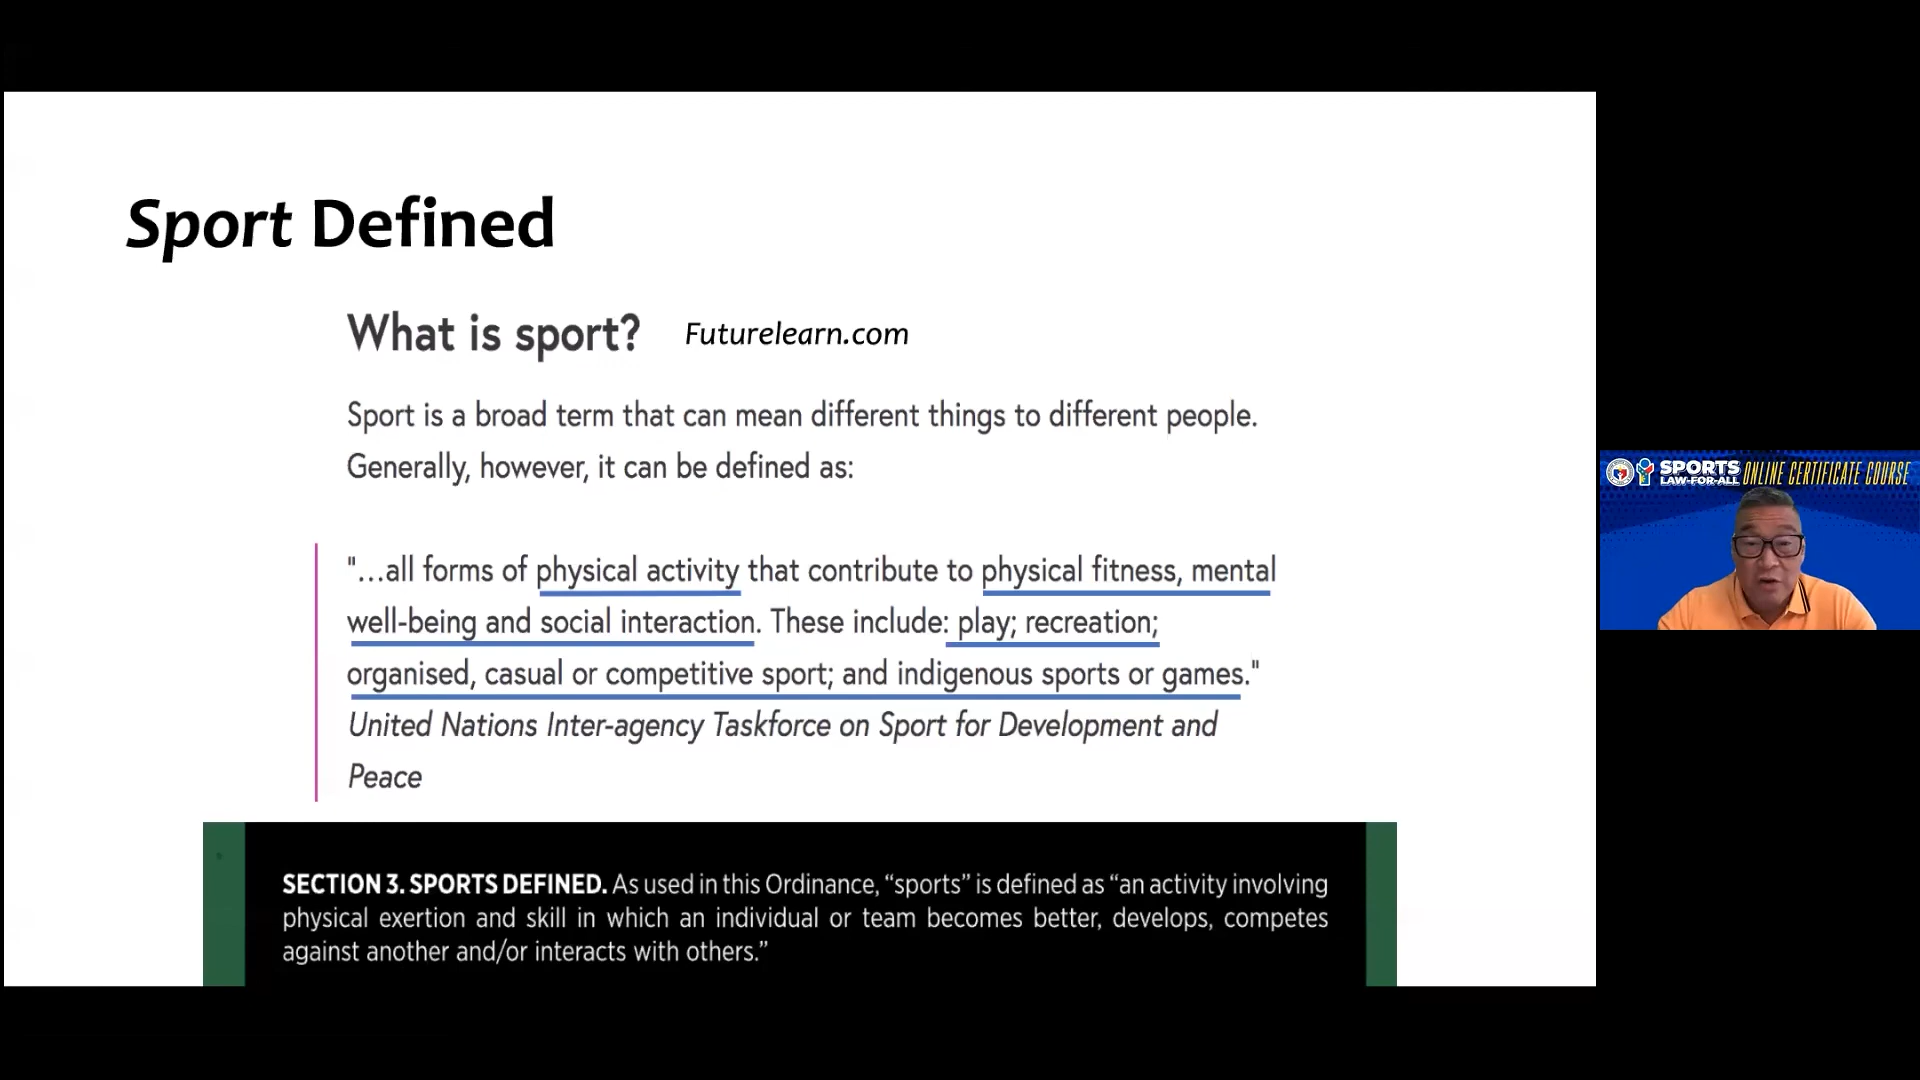 Sport Defined
What is sport? Futurelearn.com
Sport is a broad term that can mean different things to different people.
Generally, however, it can be defined as:
"...all forms of physical activity that contribute to physical fitness, mental
well-being and social interaction. These include: play; recreation;
organised, casual or competitive sport; and indigenous sports or games."
United Nations Inter-agency Taskforce on Sport for Development and
Peace
SECTION 3. SPORTS DEFINED. As used in this Ordinance, “sports” is defined as “an activity involving
physical exertion and skill in which an individual or team becomes better, develops, competes
against another and/or interacts with others.”
SPORTS
LAW-FOR-ALL
ONLINE CERTIFICATE COURSE